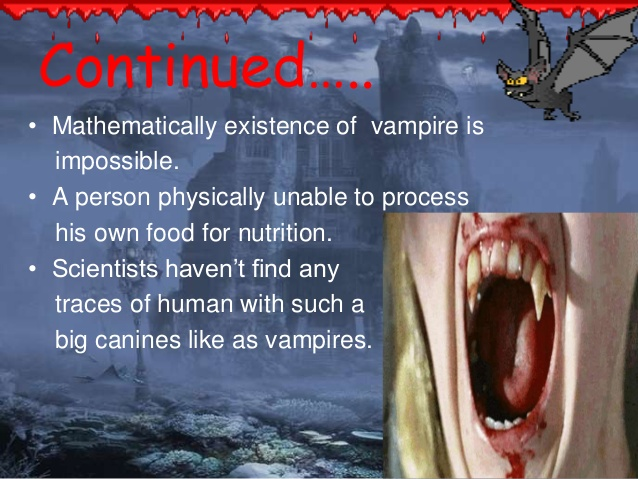 Continued…..
• Mathematically existence of vampire is
impossible.
• A person physically unable to process
his own food for nutrition.
• Scientists haven’t find any
traces of human with such a
big canines like as vampires.